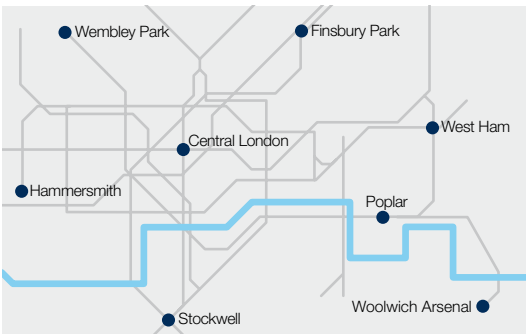 Wembley Park
Finsbury Park
Central London
West Ham
Hammersmith
Poplar
Woolwich Arsenal
Stockwell